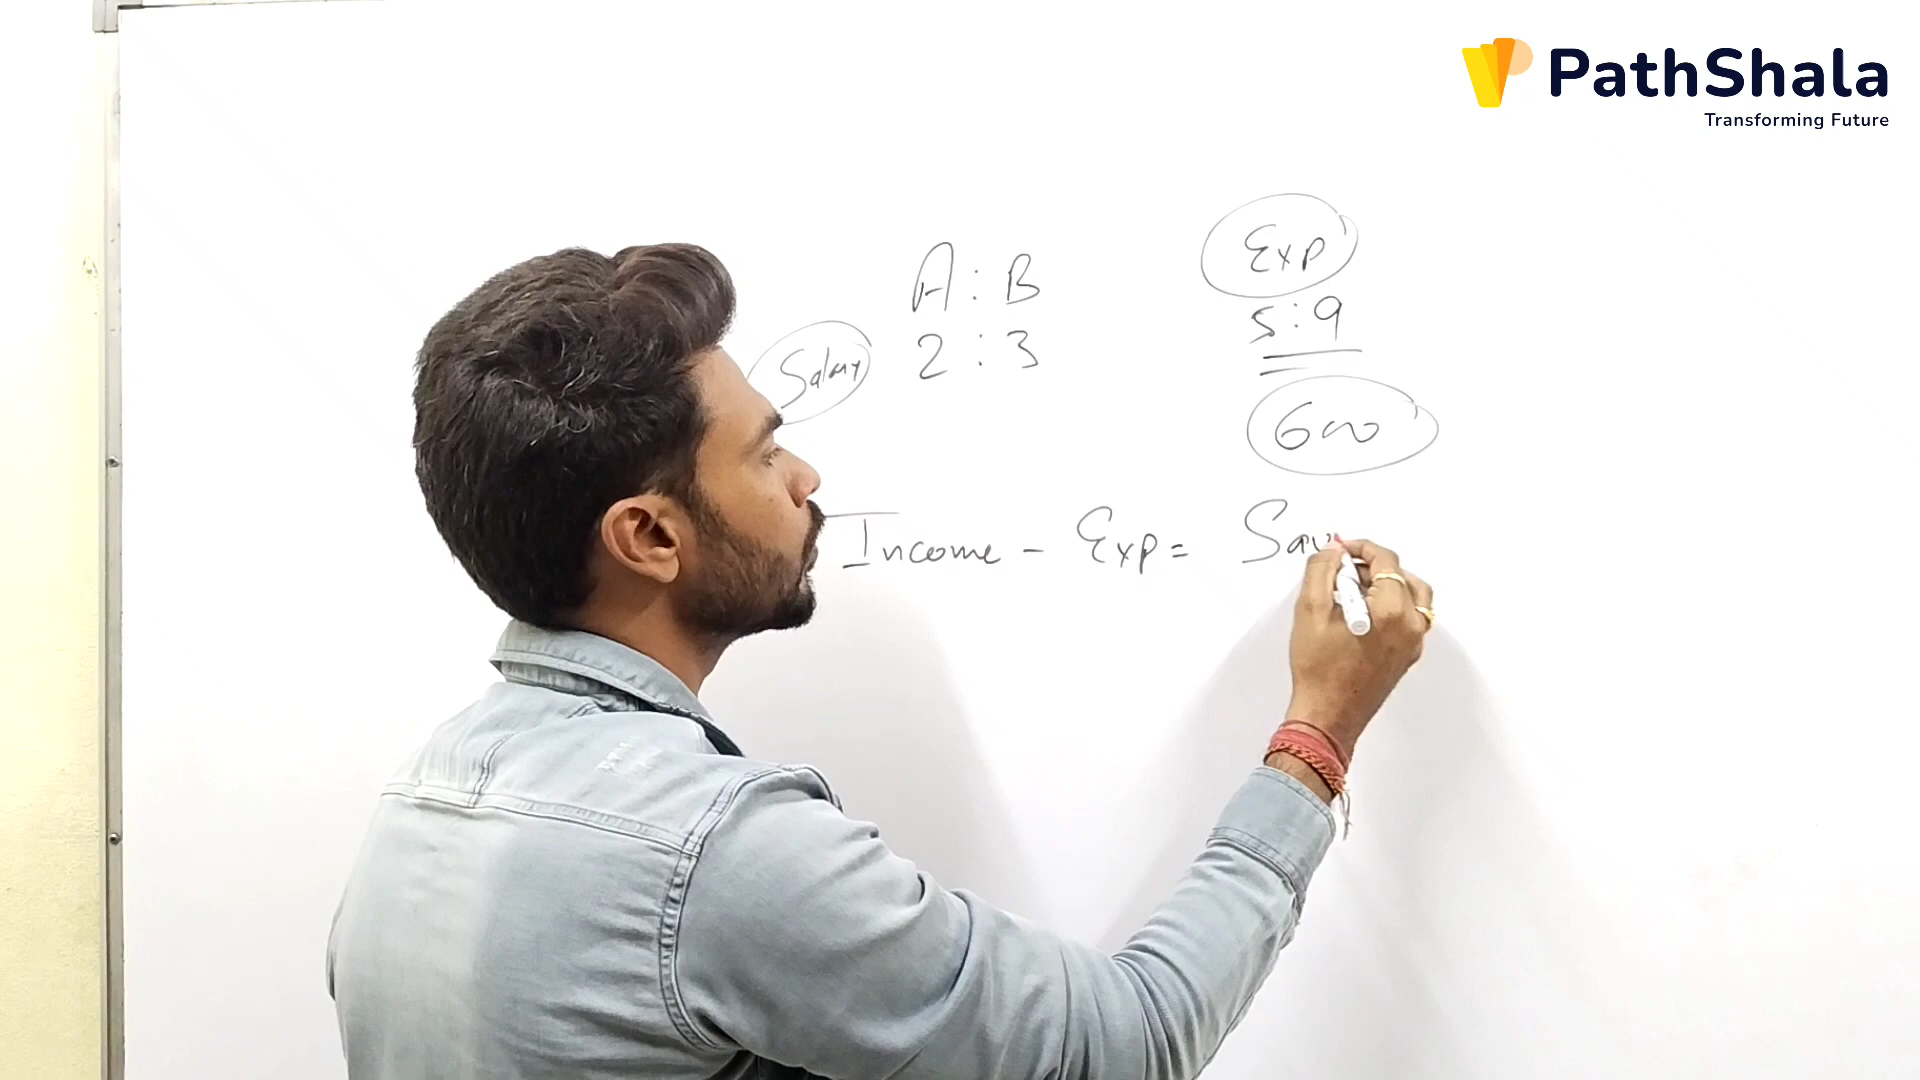 PathShala
Transforming Future
A : B
Salary 2 : 3
Exp
5 : 9
600
Income - Exp = Sav